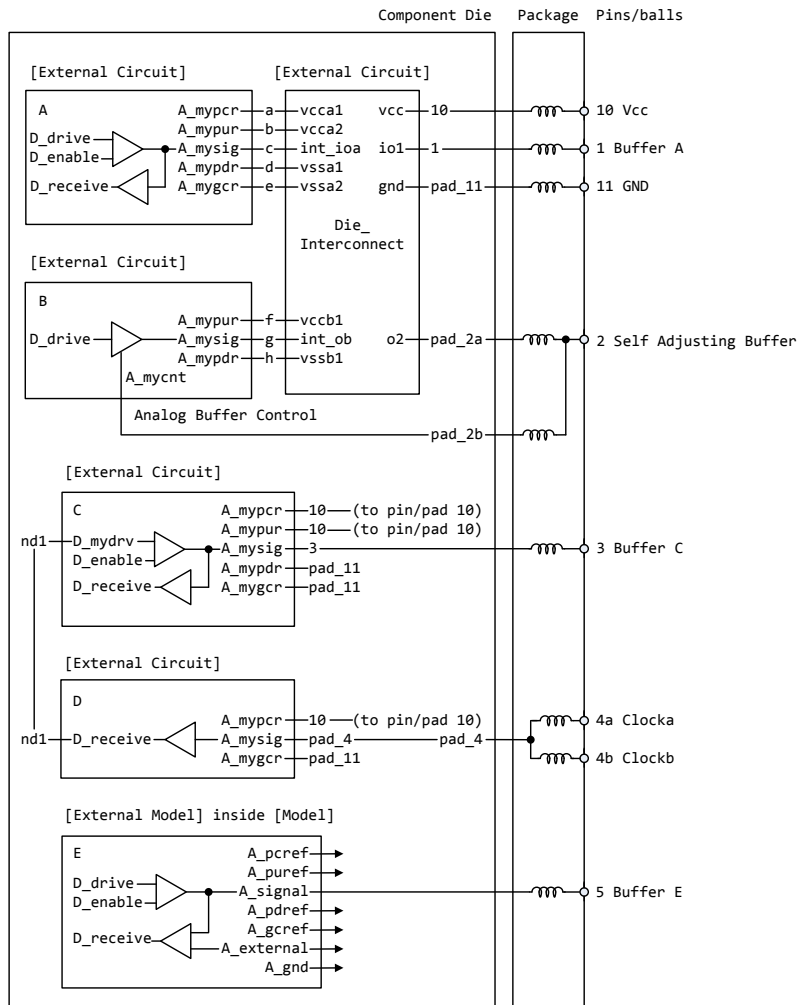 Component Die Package Pins/balls
[External Circuit] [External Circuit]
A A_mypcr a vcca1 vcc 10 10 Vcc
A_mypur b vcca2
D_drive
A_mysig c int_ioa io1 1 1 Buffer A
D_enable
A_mypdr d vssa1
D_receive A_mygcr e vssa2 gnd pad_11 11 GND
Die_
Interconnect
[External Circuit]
B
A_mypur f vccb1
D_drive A_mysig g int_ob o2 pad_2a 2 Self Adjusting Buffer
A_mypdr h vssb1
A_mycnt
Analog Buffer Control
pad_2b
[External Circuit]
C A_mypcr 10 (to pin/pad 10)
A_mypur 10 (to pin/pad 10)
nd1 D_mydrv A_mysig 3 3 Buffer C
D_enable
A_mypdr pad_11
D_receive A_mygcr pad_11
[External Circuit]
D
A_mypcr 10 (to pin/pad 10) 4a Clocka
nd1 D_receive A_mysig pad_4 pad_4
A_mygcr pad_11 4b Clockb
[External Model] inside [Model]
E A_pcref
A_puref
D_drive
A_signal 5 Buffer E
D_enable
A_pdref
A_gcref
D_receive
A_external
A_gnd